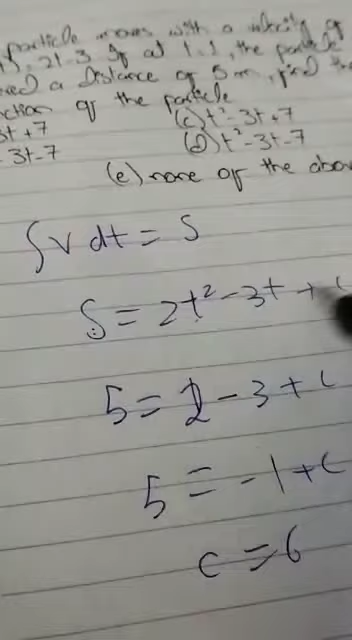 particle moves with a velocity of
2t-3 If at t=1, the particle
a distance of 5m, find the
of the particle
3t+7 (c) t²-3t+7
3t-7 (d) t²-3t-7
(e) none of the above
∫v dt = S
S = 2t² - 3t +
5 = 2 - 3 + c
5 = -1 + c
c = 6